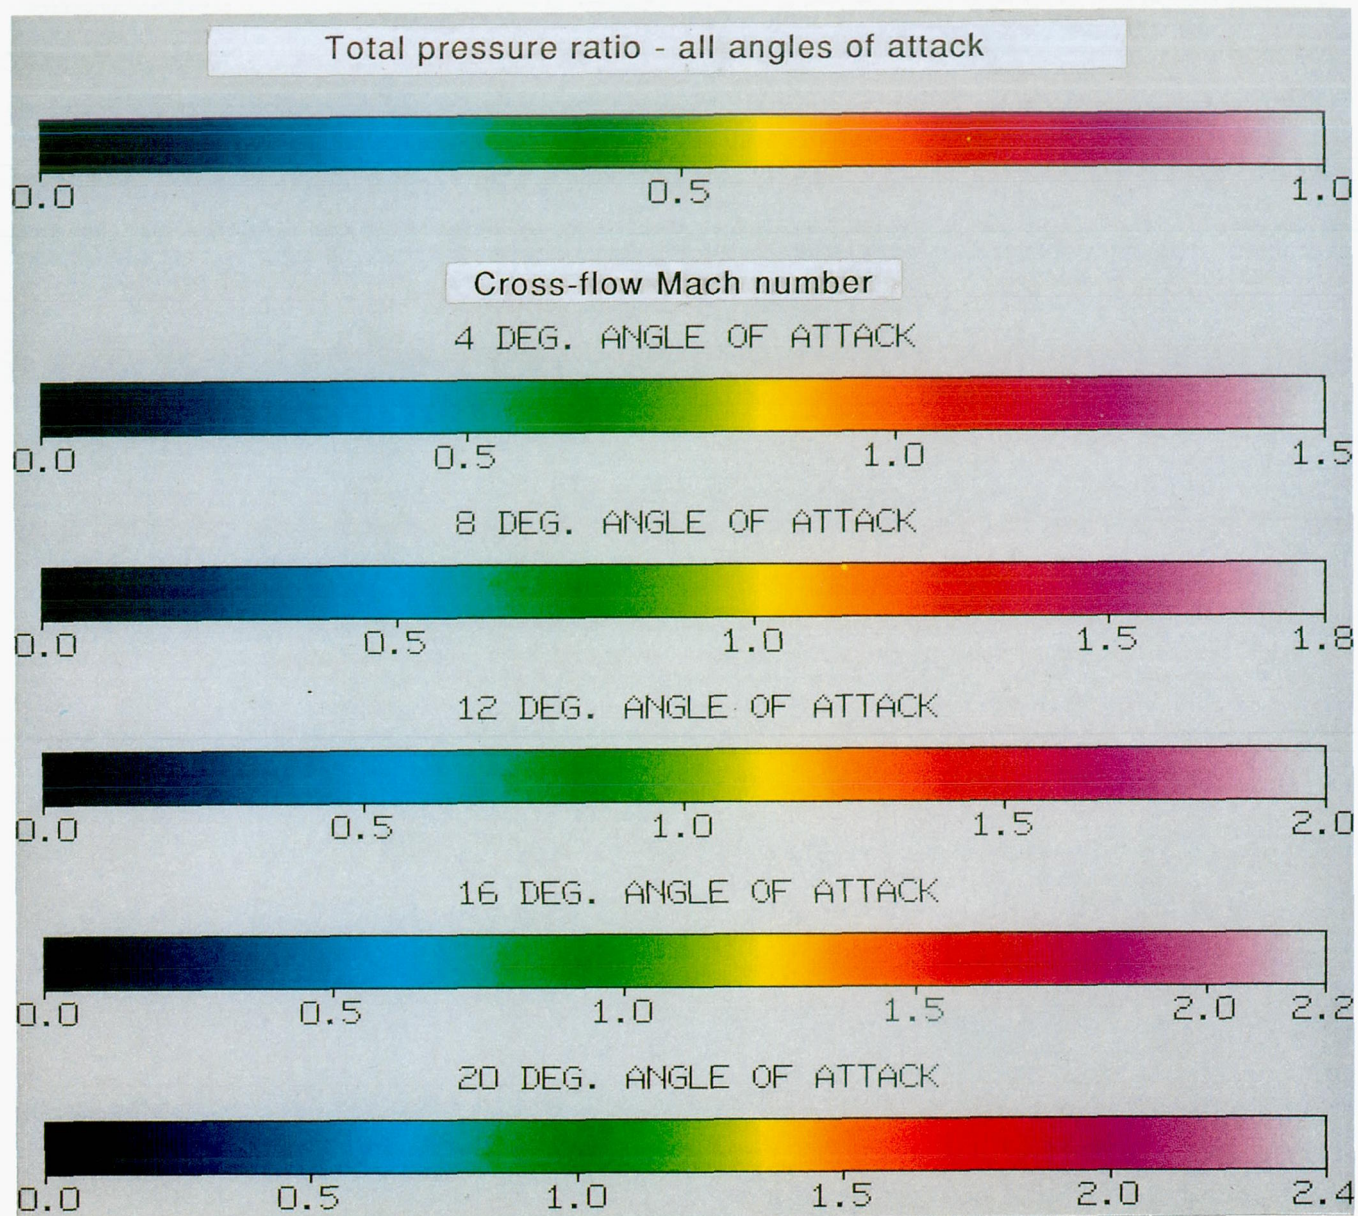 Total pressure ratio - all angles of attack
0.0 0.5 1.0
Cross-flow Mach number
4 DEG. ANGLE OF ATTACK
0.0 0.5 1.0 1.5
8 DEG. ANGLE OF ATTACK
0.0 0.5 1.0 1.5 1.8
12 DEG. ANGLE OF ATTACK
0.0 0.5 1.0 1.5 2.0
16 DEG. ANGLE OF ATTACK
0.0 0.5 1.0 1.5 2.0 2.2
20 DEG. ANGLE OF ATTACK
0.0 0.5 1.0 1.5 2.0 2.4